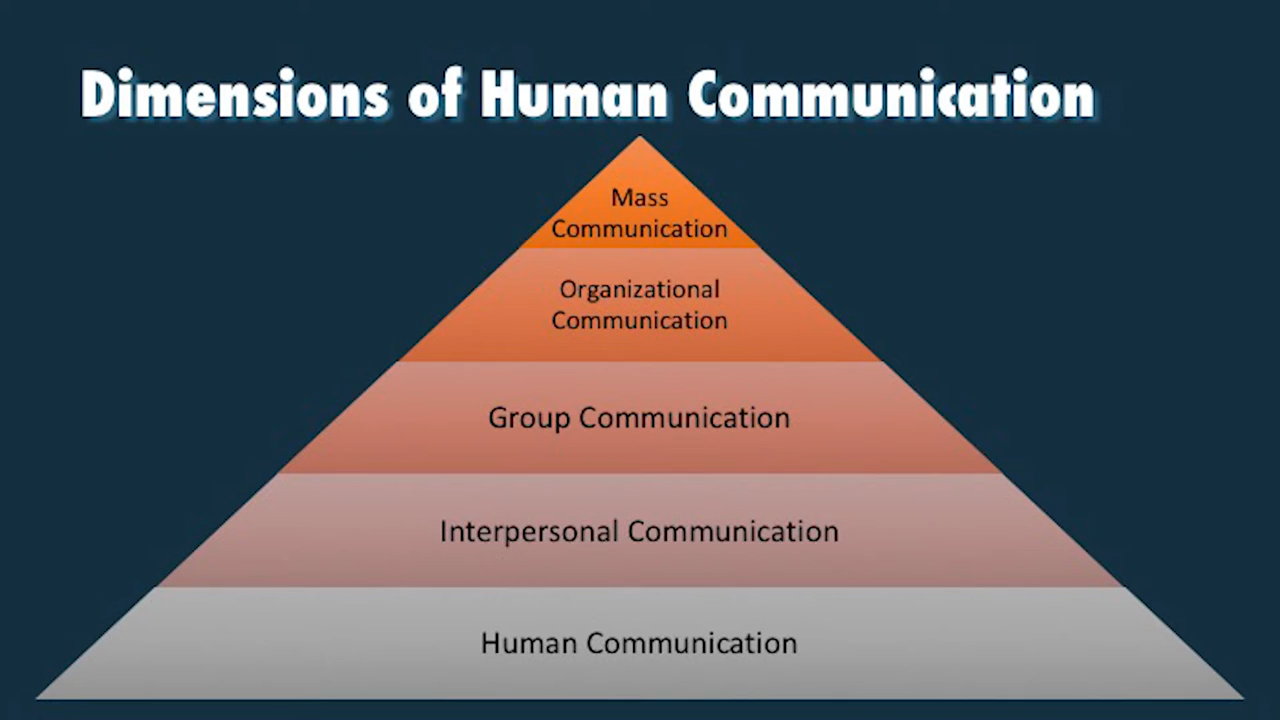 Dimensions of Human Communication
Mass
Communication
Organizational
Communication
Group Communication
Interpersonal Communication
Human Communication